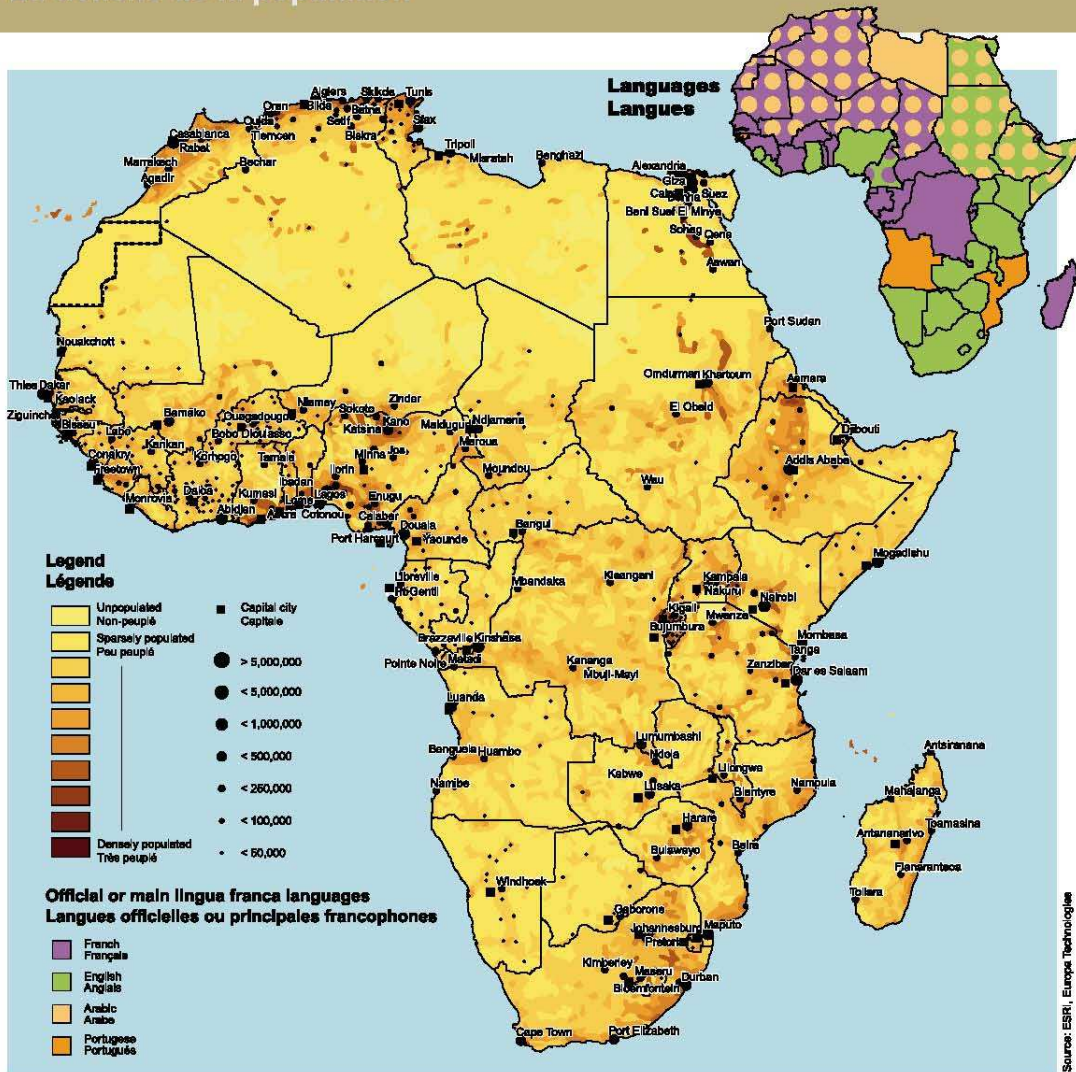 Languages
Langues
Algiers
Skikda
Tunis
Oran
Blida
Batna
Oujda
Tlemcen
Setif
Sfax
Biskra
Casablanca
Rabat
Tripoli
Misratah
Benghazi
Marrakech
Bechar
Agadir
Alexandria
Giza
Suez
Beni Suef El Minya
Sohag
Qena
Aswan
Port Sudan
Nouakchott
Omdurman
Khartoum
Asmara
Thies Dakar
Kaolack
Bamako
Ouagadougo
Niamey
Sokoto
Zinder
Ndjamena
El Obeid
Djibouti
Bissau
Labe
Katsina
Kano
Maidugur
Maroua
Kankan
Bobo Dioulasso
Conakry
Korhogo
Tamale
Minna
Jos
Moundou
Addis Ababa
Freetown
Ilorin
Ibadan
Wau
Monrovia
Daloa
Kumasi
Lome
Lagos
Enugu
Abidjan
Accra
Cotonou
Calabar
Douala
Bangui
Port Harcourt
Yaounde
Mogadishu
Legend
Légende
Libreville
Mbandaka
Kisangani
Kampala
Nakuru
Nairobi
Unpopulated
Non-peuplé
Capital city
Capitale
Kigali
Mwanza
Sparsely populated
Peu peuplé
Bujumbura
Brazzaville
Kinshasa
Mombasa
Tanga
> 5,000,000
Pointe Noire
Matadi
Kananga
Mbuji-Mayi
Zanzibar
Dar es Salaam
< 5,000,000
Luanda
< 1,000,000
Lumumbashi
Antsiranana
< 500,000
Benguela
Huambo
Ndola
Kabwe
Lilongwe
< 250,000
Namibe
Lusaka
Blantyre
Nampula
Mahajanga
< 100,000
Harare
Toamasina
Densely populated
Très peuplé
< 50,000
Antananarivo
Bulawayo
Beira
Windhoek
Toliara
Official or main lingua franca languages
Langues officielles ou principales francophones
Gaborone
Johannesburg
Maputo
Pretoria
French
Français
Kimberley
Maseru
Durban
Bloemfontein
English
Anglais
Arabic
Arabe
Cape Town
Port Elizabeth
Portugese
Portugués
Source: ESRI, Europa Technologies